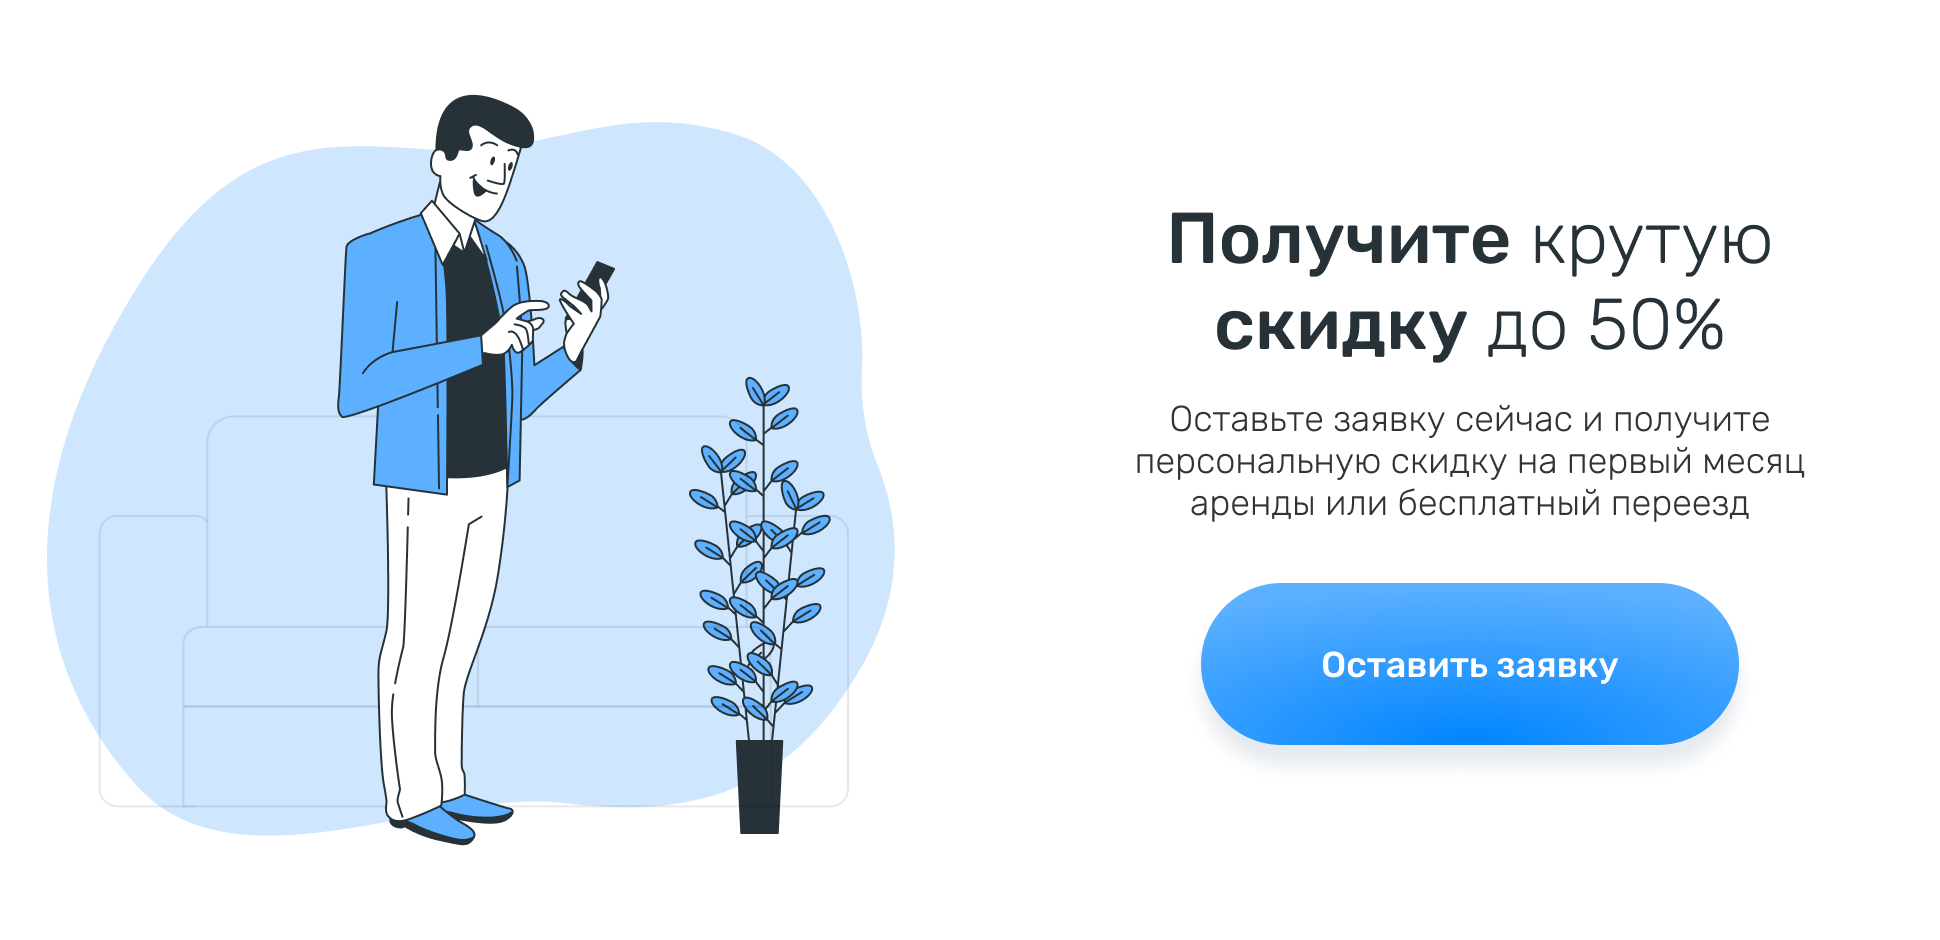 Получите крутую
скидку до 50%
Оставьте заявку сейчас и получите
персональную скидку на первый месяц
аренды или бесплатный переезд
Оставить заявку